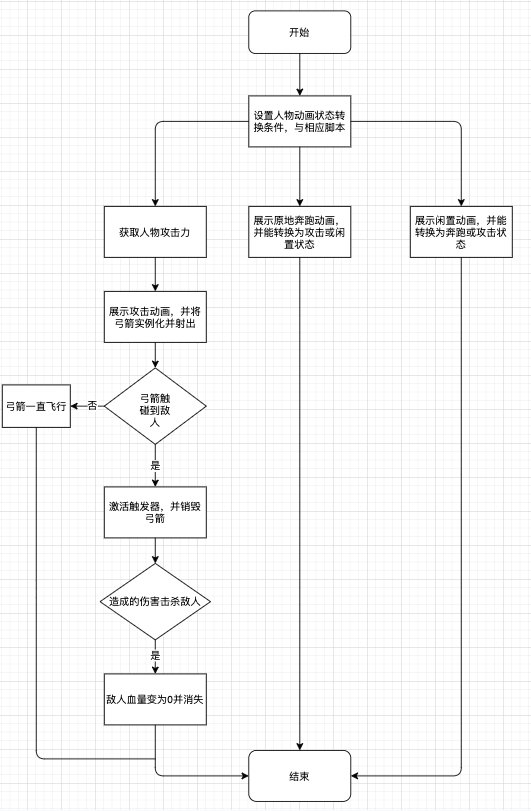 开始
设置人物动画状态转
换条件，与相应脚本
获取人物攻击力
展示原地奔跑动画，
并能转换为攻击或闲
置状态
展示闲置动画，并能
转换为奔跑或攻击状
态
展示攻击动画，并将
弓箭实例化并射出
弓箭触
碰到敌
人
否
弓箭一直飞行
是
激活触发器，并销毁
弓箭
造成的伤害击杀敌人
是
敌人血量变为0并消失
结束